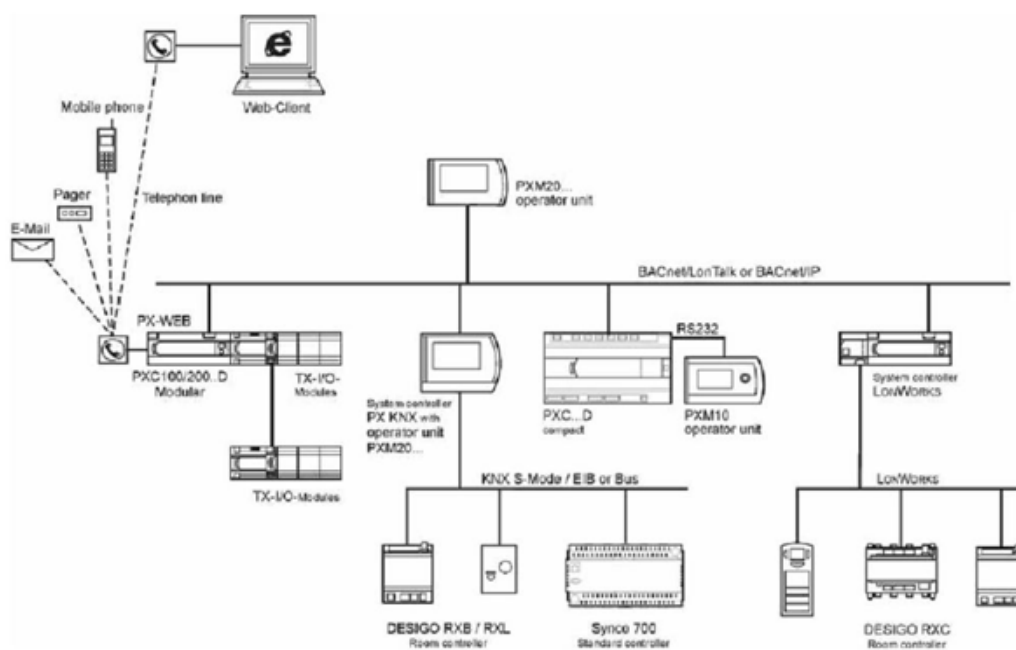 Web-Client
Mobile phone
Telephon line
Pager
E-Mail
PXM20...
operator unit
BACnet/LonTalk or BACnet/IP
PX-WEB
PXC100/200..D
Modular
TX-I/O-
Modules
TX-I/O-Modules
System controller
PX KNX with
operator unit
PXM20...
RS232
PXC...D
compact
PXM10
operator unit
System controller
LONWORKS
KNX S-Mode / EIB or Bus
LONWORKS
DESIGO RXB / RXL
Room controller
Synco 700
Standard controller
DESIGO RXC
Room controller